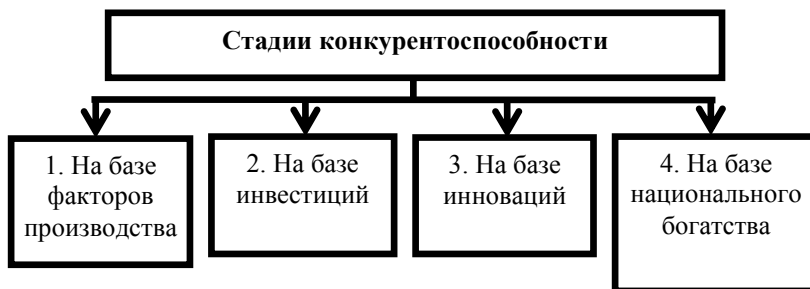 Стадии конкурентоспособности
1. На базе
факторов
производства
2. На базе
инвестиций
3. На базе
инноваций
4. На базе
национального
богатства